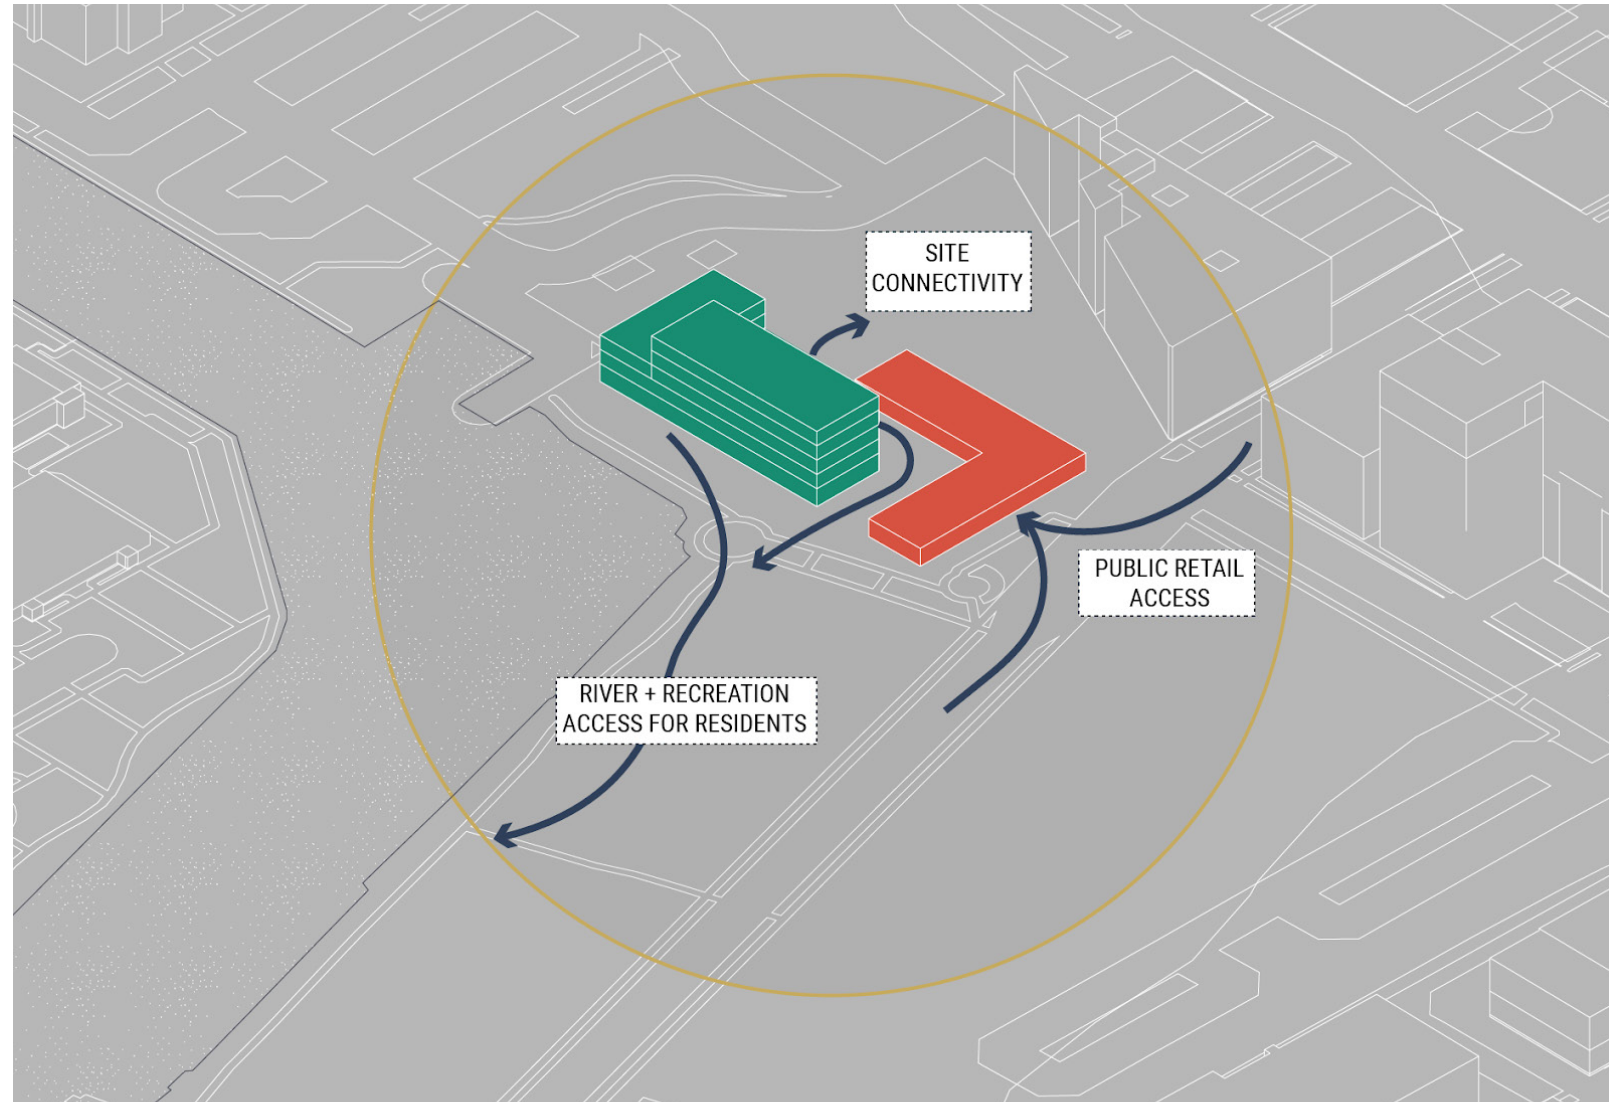 SITE
CONNECTIVITY
PUBLIC RETAIL
ACCESS
RIVER + RECREATION
ACCESS FOR RESIDENTS